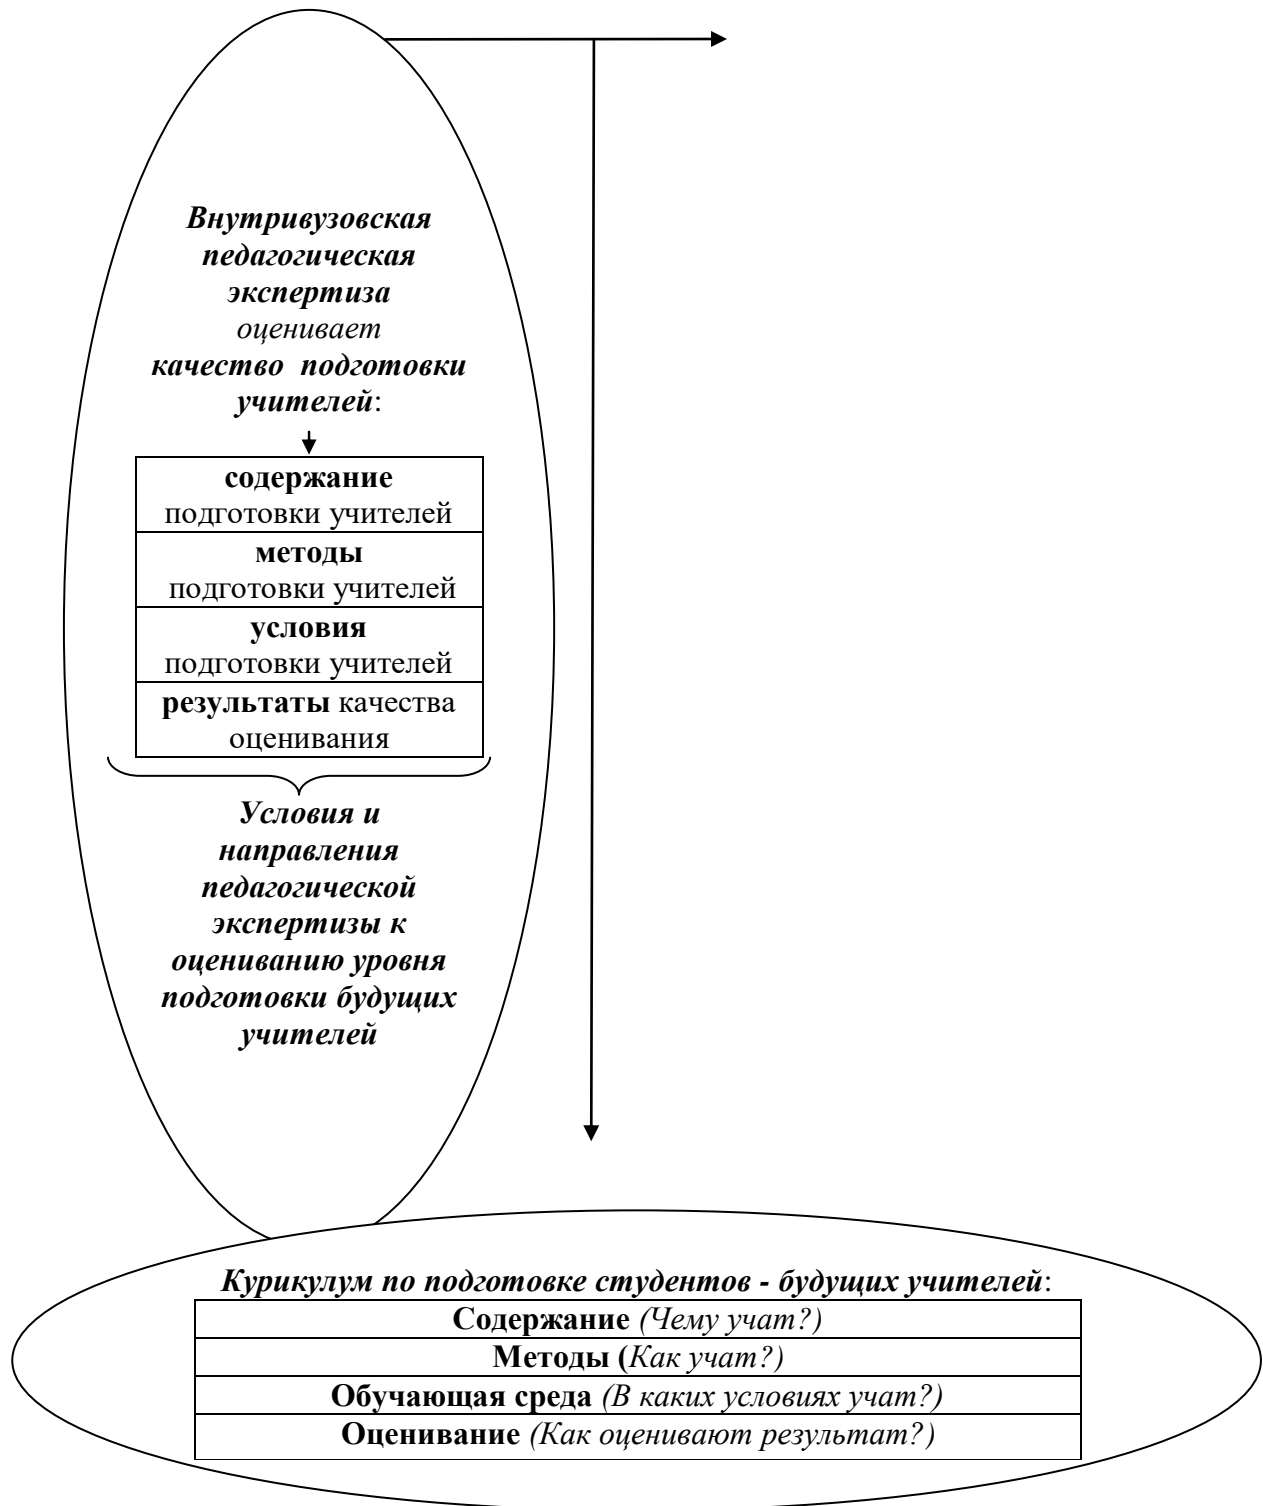 Внутривузовская
педагогическая
экспертиза
оценивает
качество подготовки
учителей:
содержание
подготовки учителей
методы
подготовки учителей
условия
подготовки учителей
результаты качества
оценивания
Условия и
направления
педагогической
экспертизы к
оцениванию уровня
подготовки будущих
учителей
Курикулум по подготовке студентов - будущих учителей:
Содержание (Чему учат?)
Методы (Как учат?)
Обучающая среда (В каких условиях учат?)
Оценивание (Как оценивают результат?)